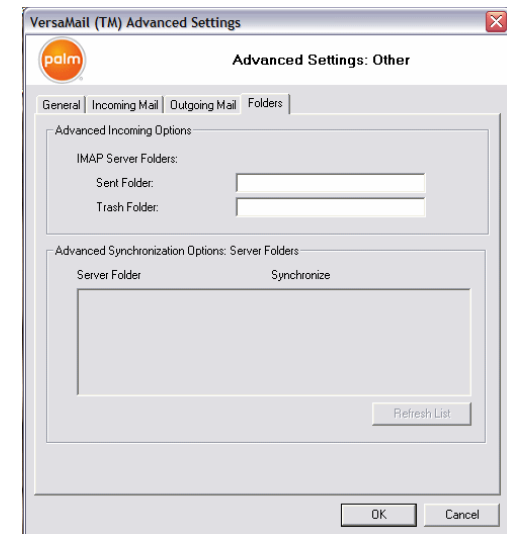 VersaMail (TM) Advanced Settings
palm
Advanced Settings: Other
General Incoming Mail Outgoing Mail Folders
Advanced Incoming Options
IMAP Server Folders:
Sent Folder:
Trash Folder:
Advanced Synchronization Options: Server Folders
Server Folder Synchronize
Refresh List
OK Cancel